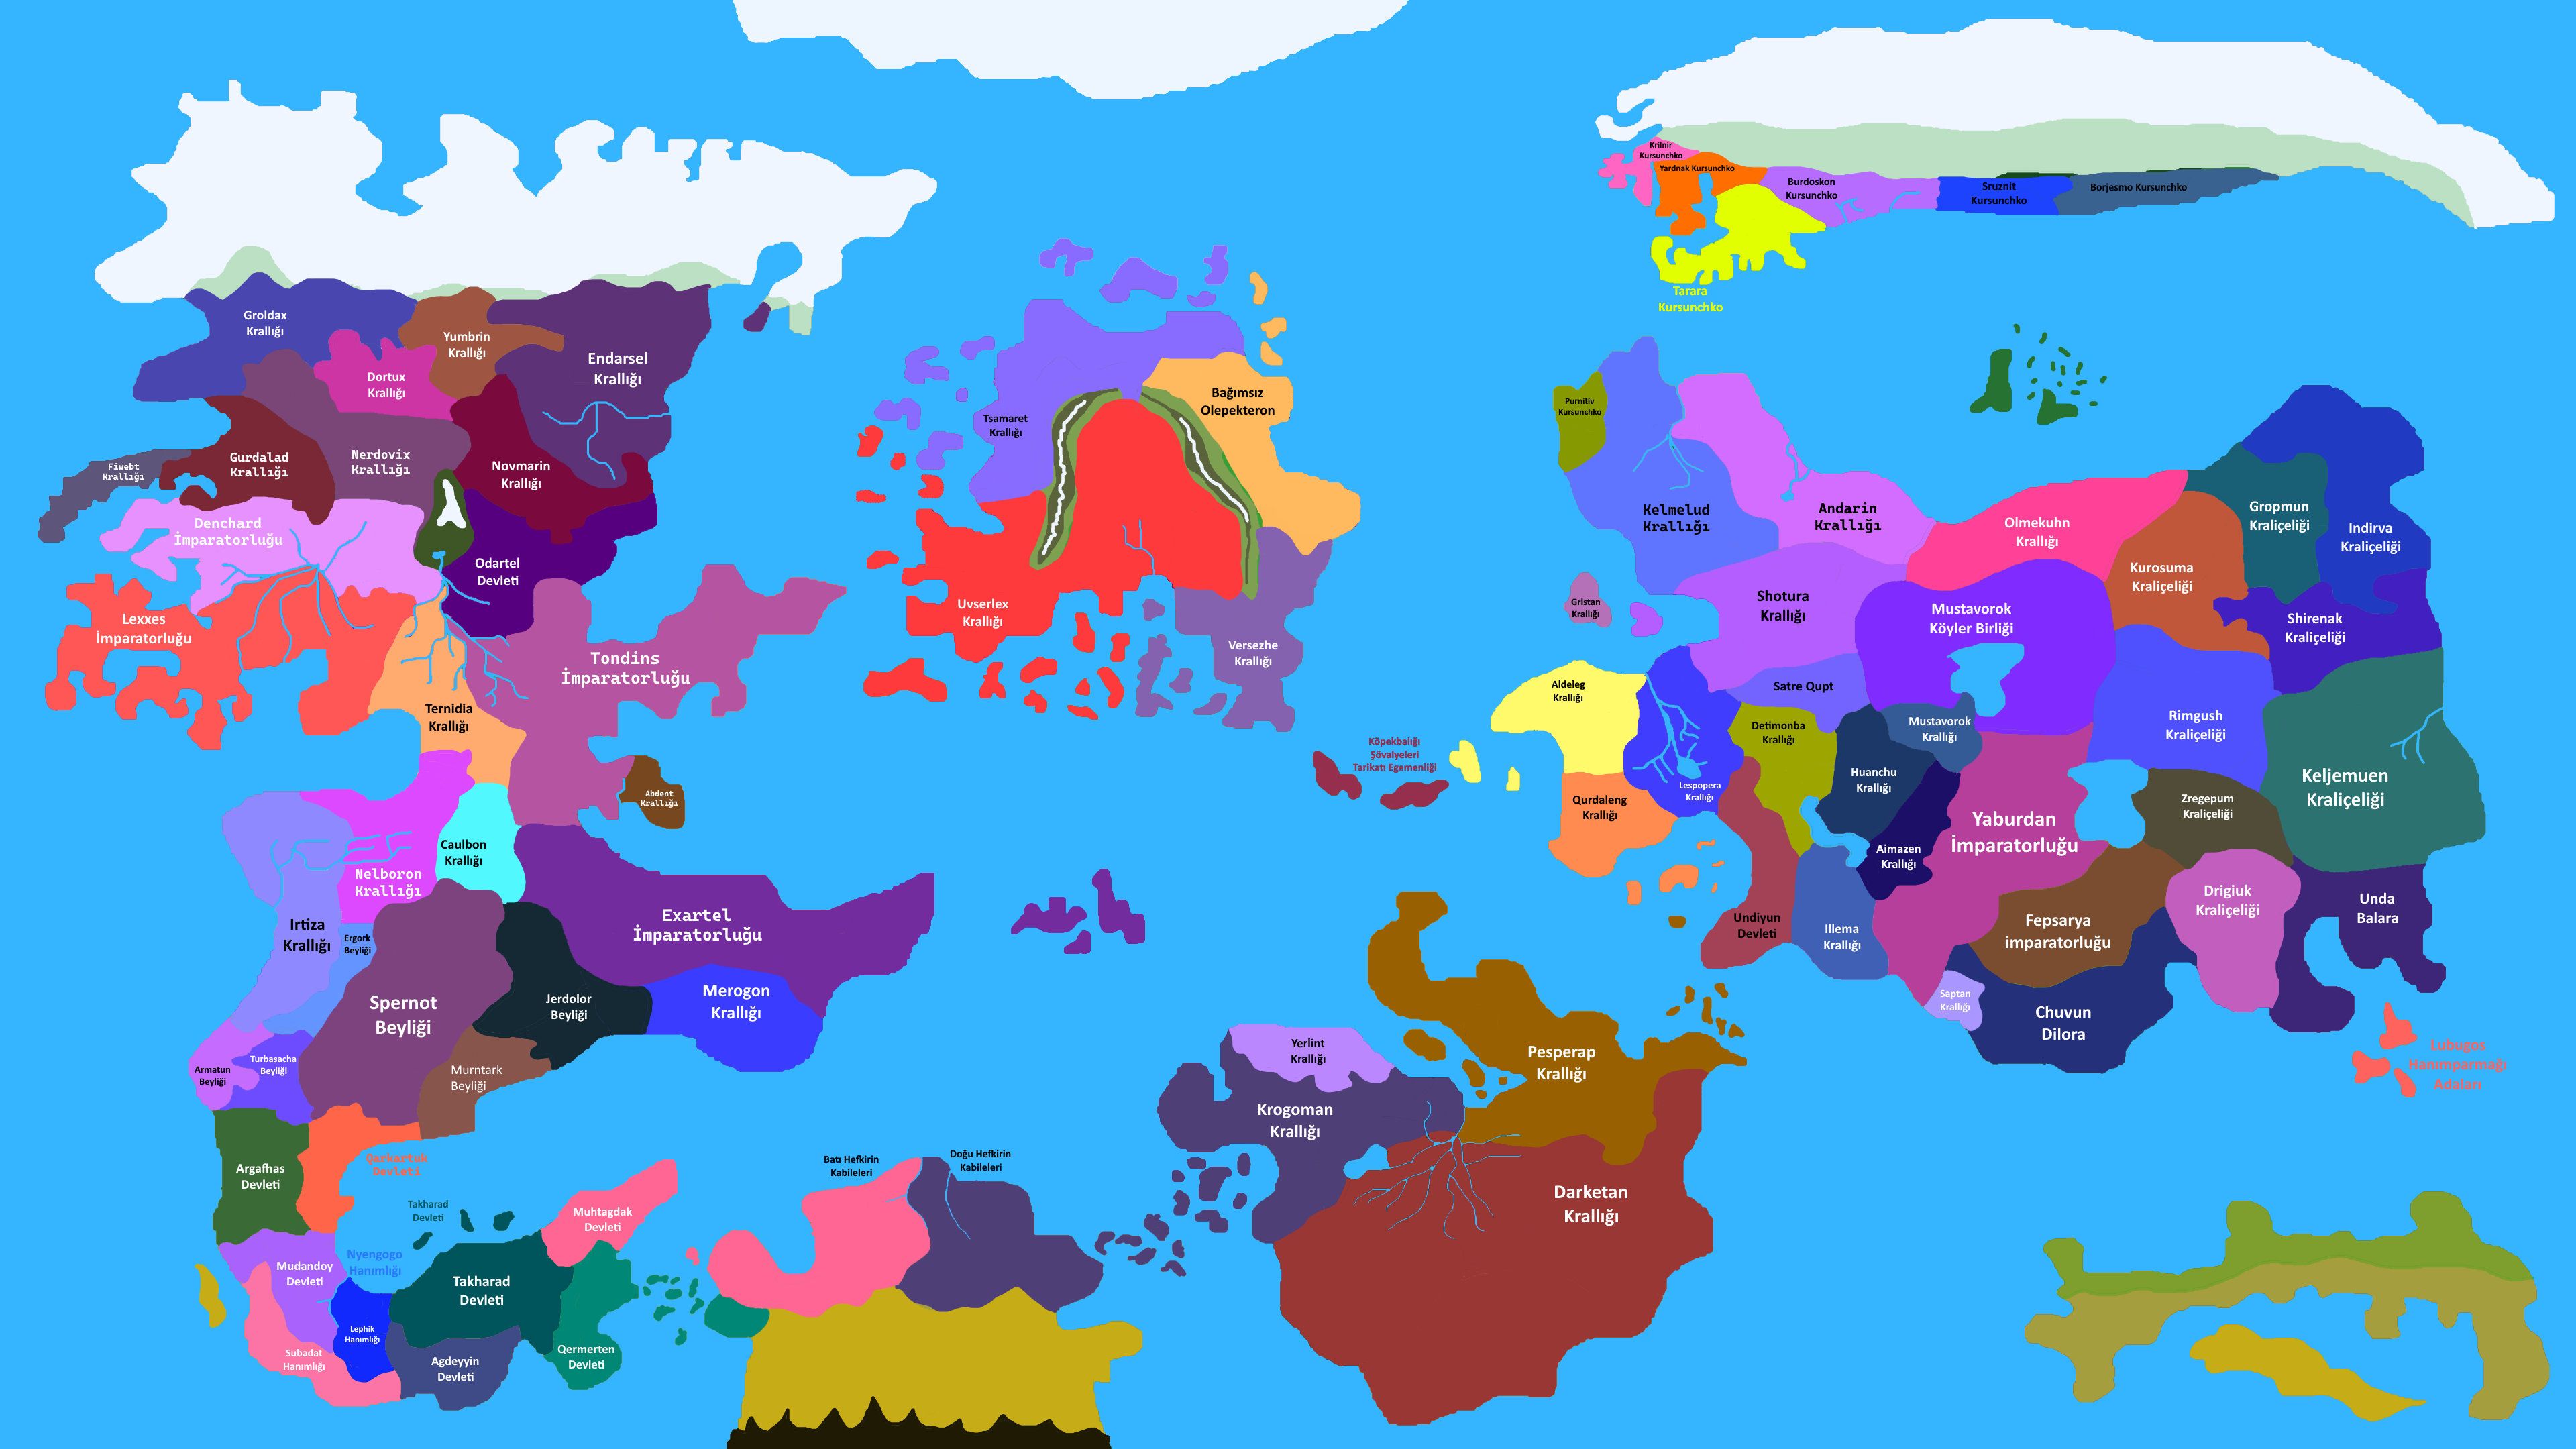 Groldax
Krallığı
Yumbrin
Krallığı
Endarsel
Krallığı
Dortux
Krallığı
Fimebt
Krallığı
Gurdalad
Krallığı
Nerdovix
Krallığı
Novmarin
Krallığı
Denchard
İmparatorluğu
Odartel
Devleti
Lexxes
İmparatorluğu
Tondins
İmparatorluğu
Ternidia
Krallığı
Abdent
Krallığı
Caulbon
Krallığı
Nelboron
Krallığı
Irtiza
Krallığı
Ergork
Beyliği
Exartel
İmparatorluğu
Spernot
Beyliği
Jerdolor
Beyliği
Merogon
Krallığı
Armatun
Beyliği
Turbasacha
Beyliği
Murntark
Beyliği
Argafhas
Devleti
Qarkartuk
Devleti
Takharad
Devleti
Muhtagdak
Devleti
Mudandoy
Devleti
Nyengogo
Hanımlığı
Takharad
Devleti
Lephik
Hanımlığı
Subadat
Hanımlığı
Agdeyyin
Devleti
Qermerten
Devleti
Batı Hefkirin
Kabileleri
Doğu Hefkirin
Kabileleri
Tsamaret
Krallığı
Bağımsız
Olepekteron
Uvserlex
Krallığı
Versezhe
Krallığı
Köpekbalığı
Şövalyeleri
Tarikatı Egemenliği
Yerlint
Krallığı
Krogoman
Krallığı
Pesperap
Krallığı
Darketan
Krallığı
Krilnir
Kursunchko
Yardnak Kursunchko
Burdoskon
Kursunchko
Sruznit
Kursunchko
Borjesmo Kursunchko
Tarara
Kursunchko
Purnitiv
Kursunchko
Kelmelud
Krallığı
Andarin
Krallığı
Olmekuhn
Krallığı
Gropmun
Kraliçeliği
Indirva
Kraliçeliği
Kurosuma
Kraliçeliği
Gristan
Krallığı
Shotura
Krallığı
Mustavorok
Köyler Birliği
Shirenak
Kraliçeliği
Aldeleg
Krallığı
Satre Qupt
Detimonba
Krallığı
Mustavorok
Krallığı
Rimgush
Kraliçeliği
Lespopera
Krallığı
Huanchu
Krallığı
Keljemuen
Kraliçeliği
Qurdaleng
Krallığı
Yaburdan
İmparatorluğu
Zregepum
Kraliçeliği
Aimazen
Krallığı
Undiyun
Devleti
Illema
Krallığı
Fepsarya
imparatorluğu
Drigiuk
Kraliçeliği
Unda
Balara
Saptan
Krallığı
Chuvun
Dilora
Lubugos
Hanımparmağı
Adaları